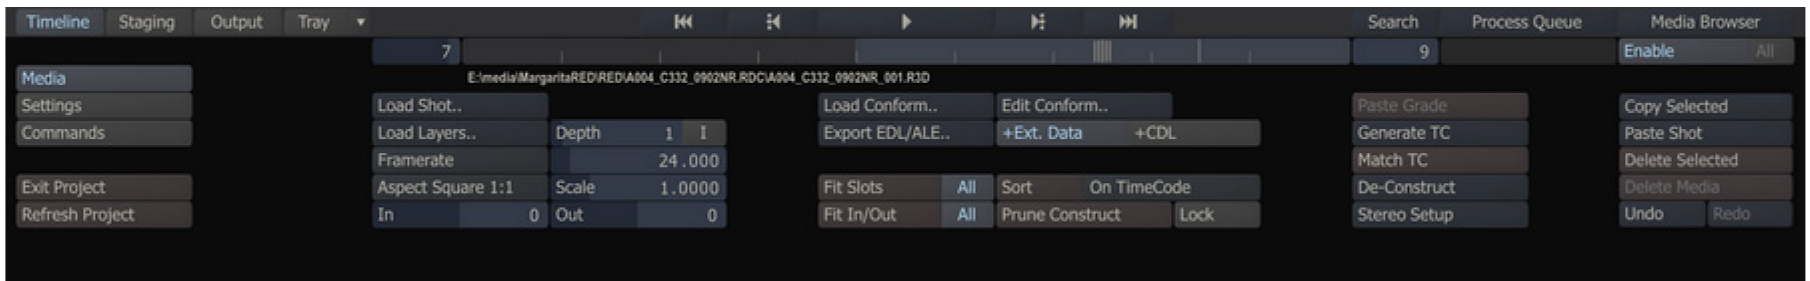 Timeline Staging Output Tray Search Process Queue Media Browser
7 9 Enable All
Media E:\media\MargaritaRED\RED\A004_C332_0902NR.RDC\A004_C332_0902NR_001.R3D
Settings Load Shot.. Load Conform.. Edit Conform.. Paste Grade Copy Selected
Commands Load Layers.. Depth 1 I Export EDL/ALE.. +Ext. Data +CDL Generate TC Paste Shot
Framerate 24.000 Match TC Delete Selected
Exit Project Aspect Square 1:1 Scale 1.0000 Fit Slots All Sort On TimeCode De-Construct Delete Media
Refresh Project In 0 Out 0 Fit In/Out All Prune Construct Lock Stereo Setup Undo Redo